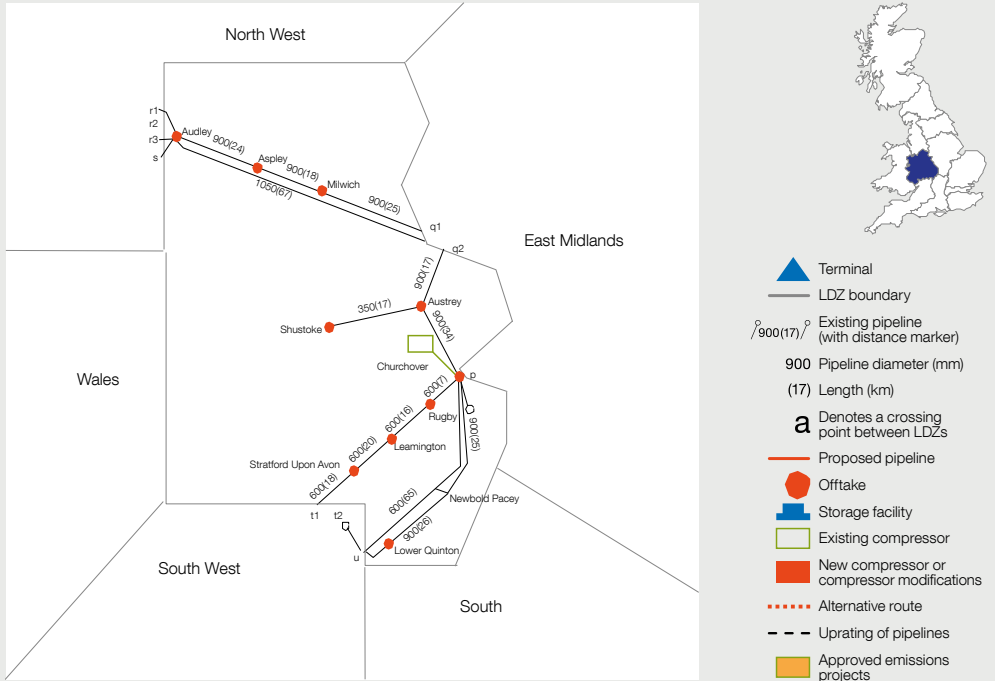 North West
r1
r2
r3
s
Audley
900(24)
Aspley
900(18)
Milwich
1050(67)
900(25)
q1
q2
East Midlands
900(17)
Austrey
350(17)
Shustoke
900(34)
Churchover
p
Wales
600(7)
Rugby
900(25)
600(16)
Leamington
600(20)
Stratford Upon Avon
600(18)
t1
t2
600(65)
Newbold Pacey
900(26)
Lower Quinton
u
South West
South
Terminal
LDZ boundary
900(17)
Existing pipeline
(with distance marker)
900
Pipeline diameter (mm)
(17)
Length (km)
a
Denotes a crossing
point between LDZs
Proposed pipeline
Offtake
Storage facility
Existing compressor
New compressor or
compressor modifications
Alternative route
Uprating of pipelines
Approved emissions
projects